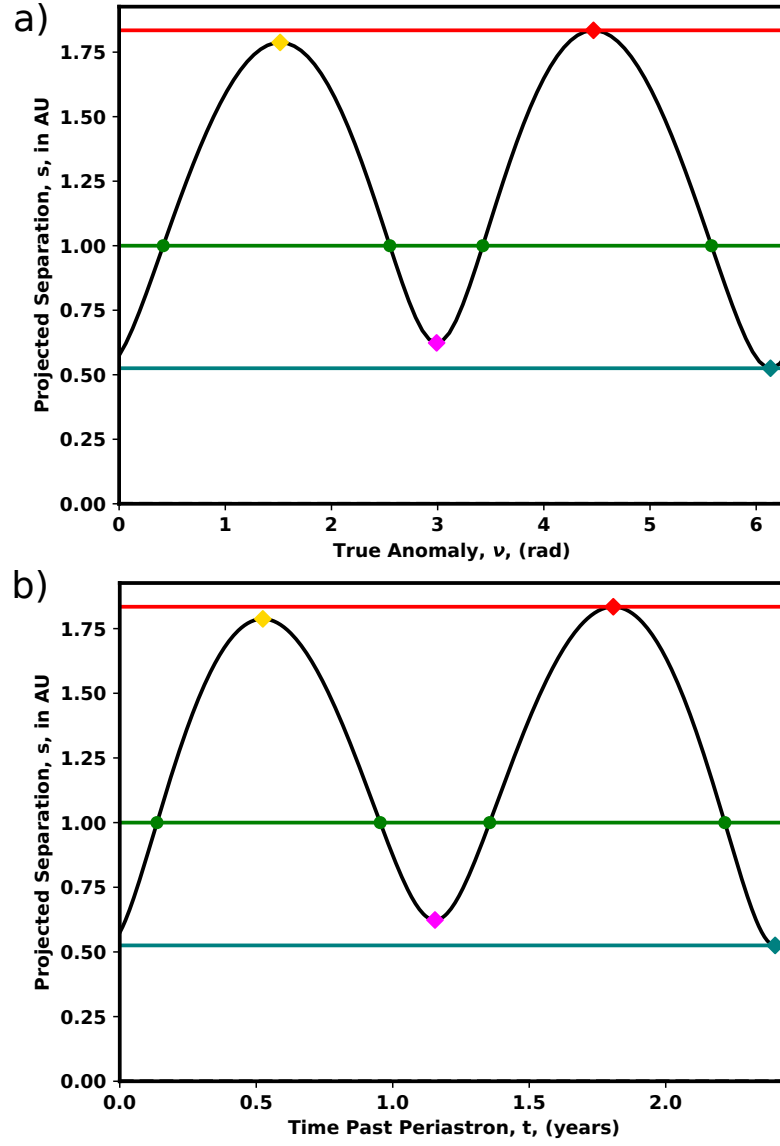 a)
1.75
1.50
1.25
1.00
0.75
0.50
0.25
0.00
Projected Separation, s, in AU
0 1 2 3 4 5 6
True Anomaly, ν, (rad)
b)
1.75
1.50
1.25
1.00
0.75
0.50
0.25
0.00
Projected Separation, s, in AU
0.0 0.5 1.0 1.5 2.0
Time Past Periastron, t, (years)